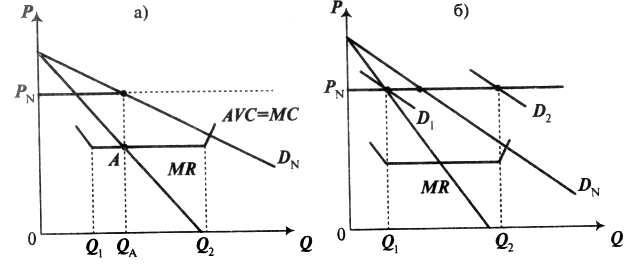 а)
P
P_N
AVC=MC
A
MR
D_N
0
Q_1
Q_A
Q_2
Q
б)
P
P_N
D_1
D_2
MR
D_N
0
Q_1
Q_2
Q